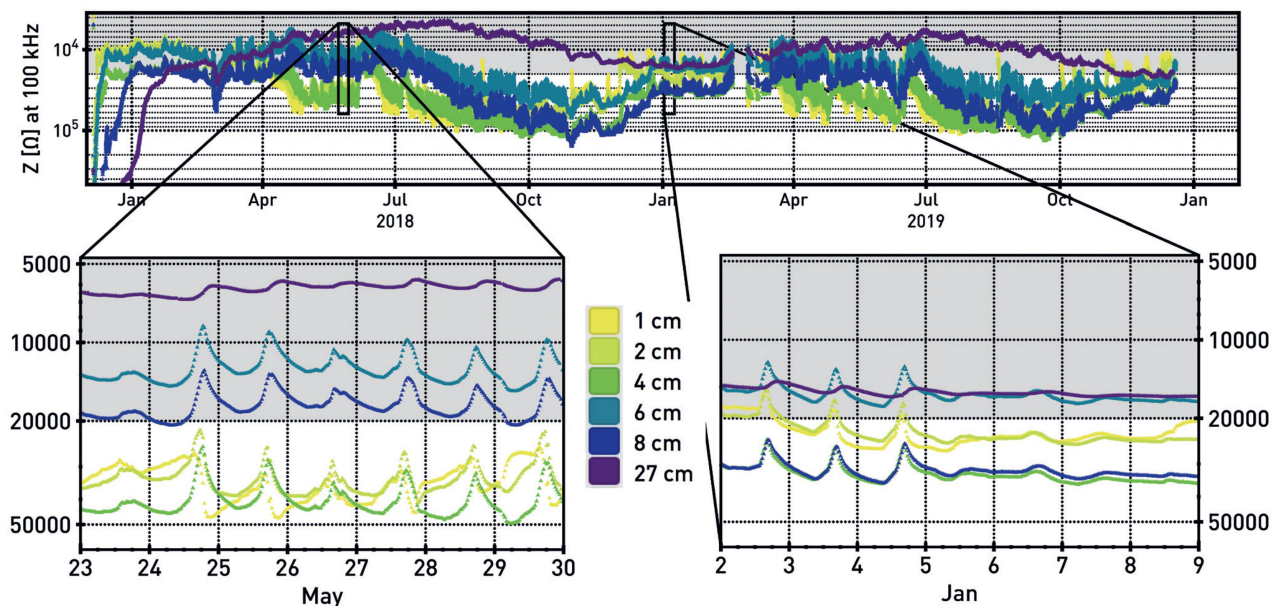 Z [Ω] at 100 kHz
10⁴
10⁵
Jan Apr Jul Oct Jan Apr Jul Oct Jan
2018 2019
5000
10000
20000
50000
23 24 25 26 27 28 29 30
May
1 cm
2 cm
4 cm
6 cm
8 cm
27 cm
5000
10000
20000
50000
2 3 4 5 6 7 8 9
Jan